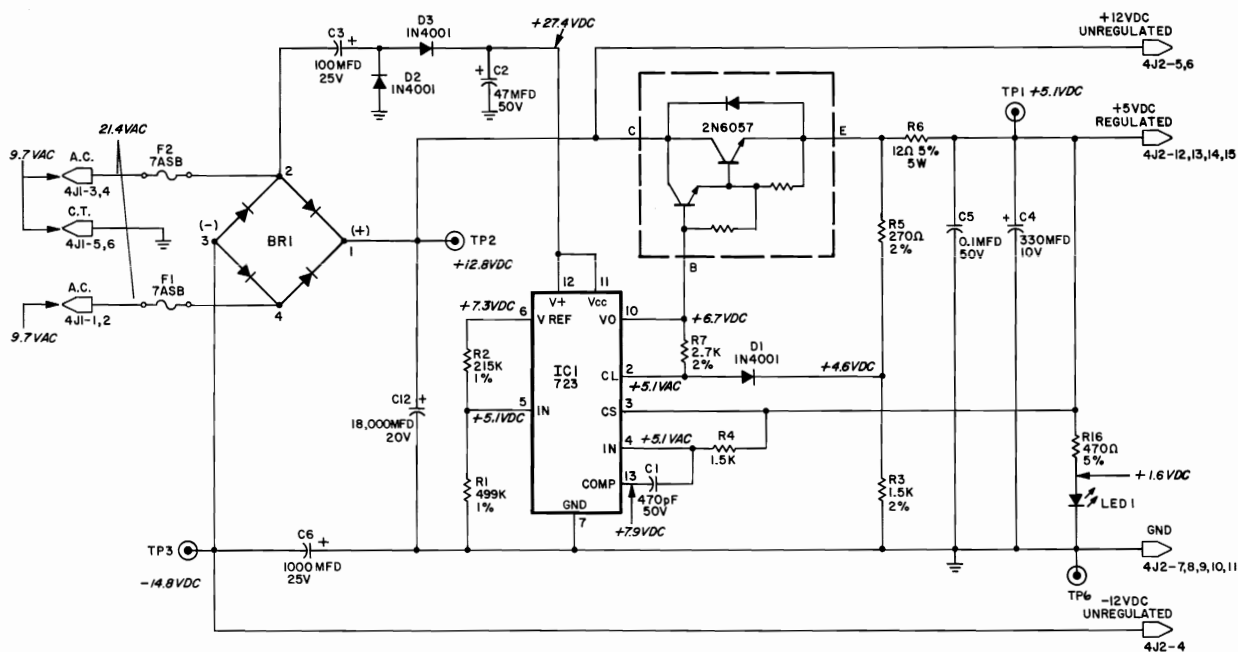 +27.4VDC
C3
+
100MFD
25V
D3
1N4001
D2
1N4001
+
C2
47MFD
50V
+12VDC
UNREGULATED
4J2-5,6
TP1 +5.1VDC
+5VDC
REGULATED
4J2-12,13,14,15
C
2N6057
E
B
R6
12Ω 5%
5W
21.4VAC
9.7VAC
A.C.
4J1-3,4
F2
7ASB
C.T.
4J1-5,6
A.C.
4J1-1,2
F1
7ASB
9.7VAC
2
(-)
3
BR1
(+)
1
4
TP2
+12.8VDC
R5
270Ω
2%
C5
0.1MFD
50V
+
C4
330MFD
10V
12
11
V+
Vcc
+7.3VDC
6
V REF
VO
10
+6.7VDC
R7
2.7K
2%
D1
1N4001
+4.6VDC
R2
215K
1%
IC1
723
CL
2
+5.1VAC
5
IN
+5.1VDC
CS
3
C12
+
18,000MFD
20V
IN
4
+5.1VAC
R4
1.5K
R16
470Ω
5%
+1.6VDC
LED1
R1
499K
1%
COMP
13
C1
470pF
50V
+7.9VDC
GND
7
R3
1.5K
2%
TP3
-14.8VDC
C6
+
1000MFD
25V
GND
4J2-7,8,9,10,11
TP6
-12VDC
UNREGULATED
4J2-4